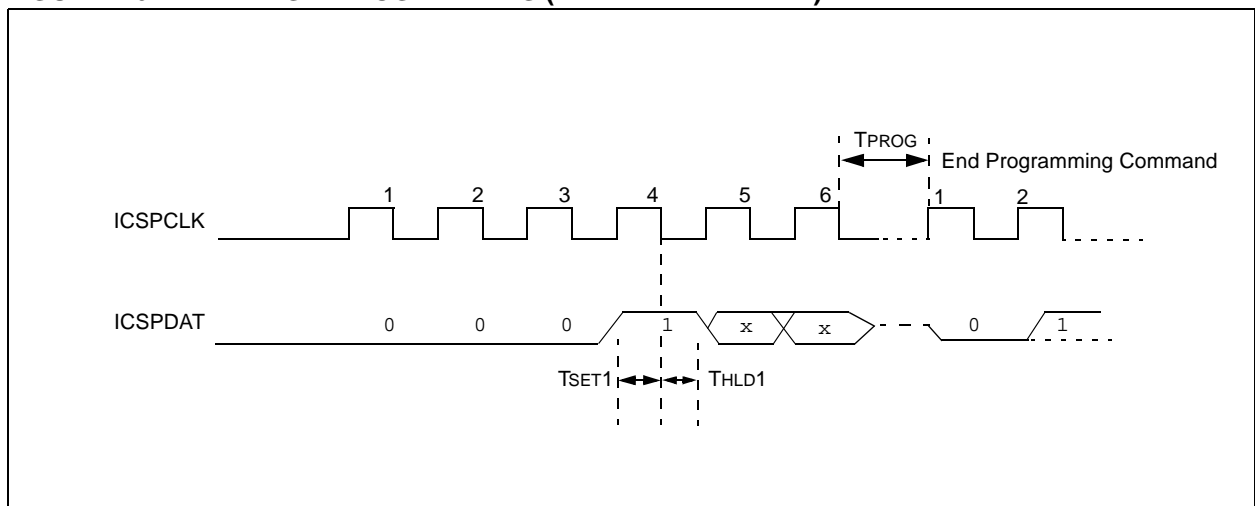 TPROG
End Programming Command
1 2 3 4 5 6 1 2
ICSPCLK
ICSPDAT
0 0 0 1 x x 0 1
TSET1 THLD1